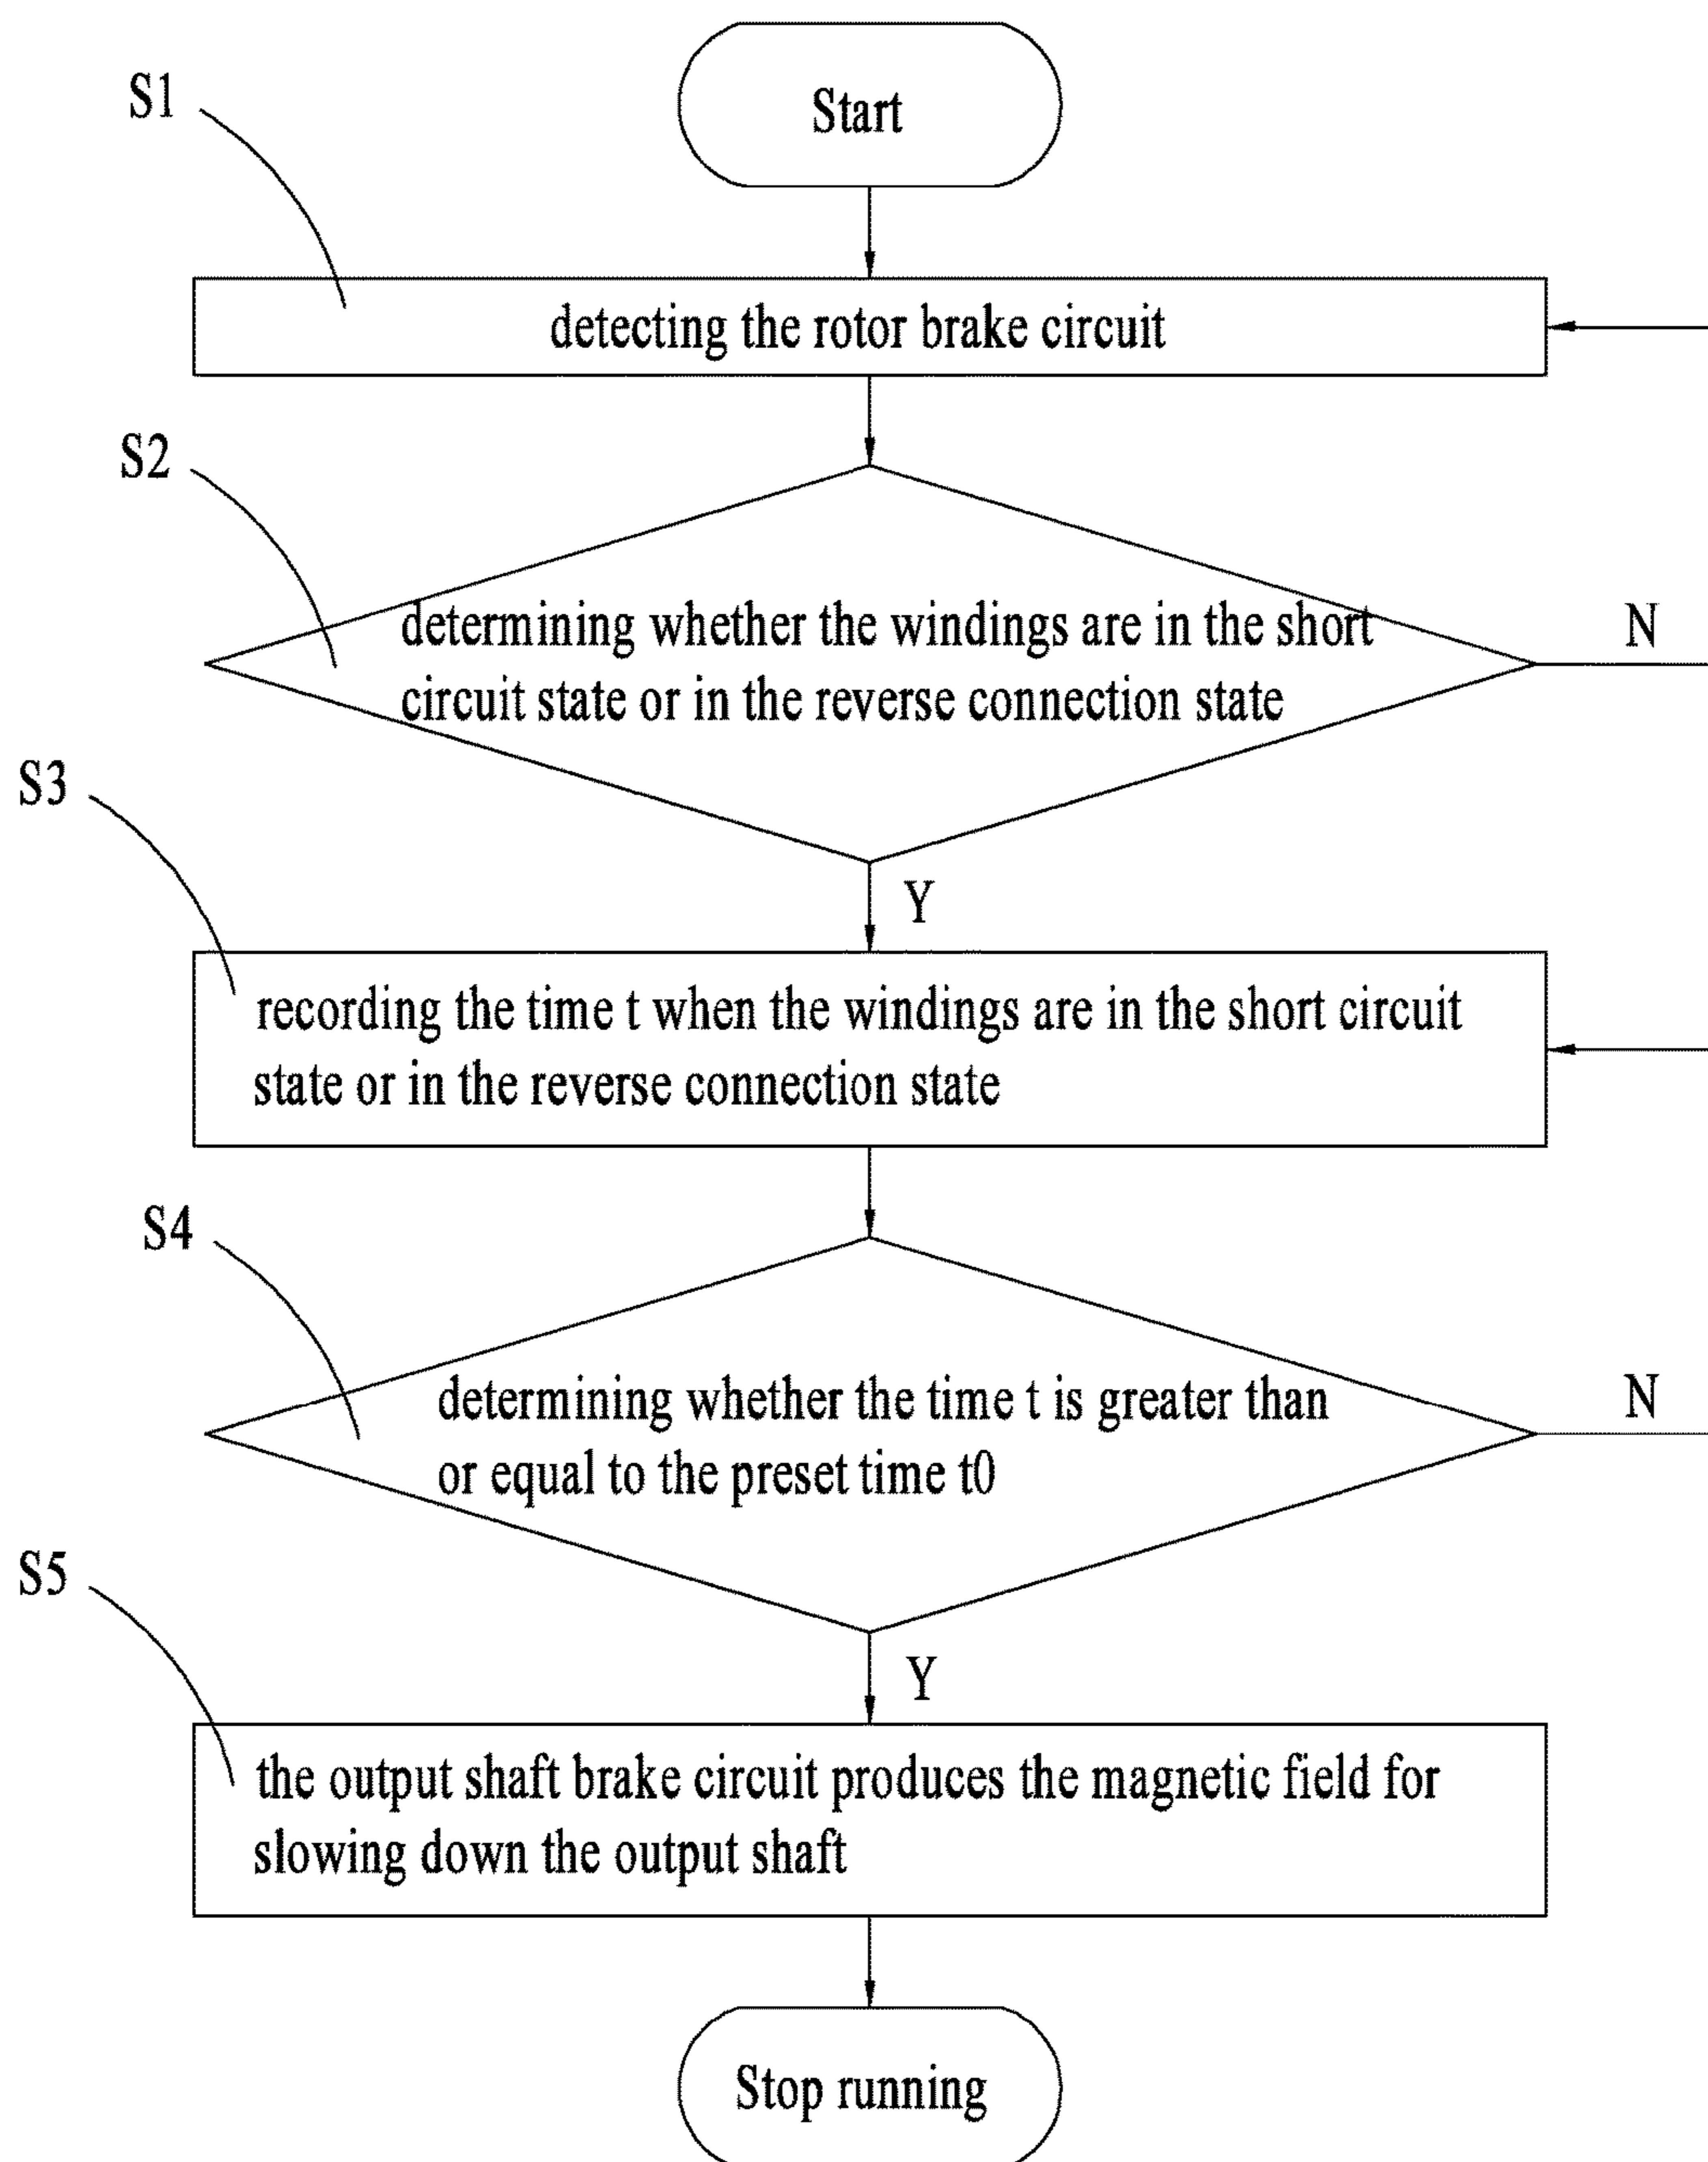 Start
S1
detecting the rotor brake circuit
S2
determining whether the windings are in the short
circuit state or in the reverse connection state
N
Y
S3
recording the time t when the windings are in the short circuit
state or in the reverse connection state
S4
determining whether the time t is greater than
or equal to the preset time t0
N
Y
S5
the output shaft brake circuit produces the magnetic field for
slowing down the output shaft
Stop running